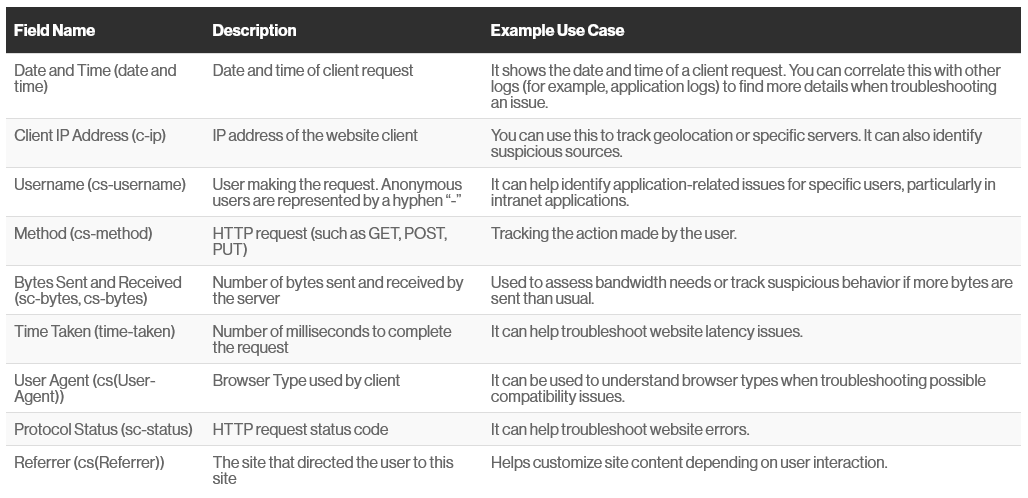 Field Name Description Example Use Case
Date and Time (date and time) Date and time of client request It shows the date and time of a client request. You can correlate this with other logs (for example, application logs) to find more details when troubleshooting an issue.
Client IP Address (c-ip) IP address of the website client You can use this to track geolocation or specific servers. It can also identify suspicious sources.
Username (cs-username) User making the request. Anonymous users are represented by a hyphen “-” It can help identify application-related issues for specific users, particularly in intranet applications.
Method (cs-method) HTTP request (such as GET, POST, PUT) Tracking the action made by the user.
Bytes Sent and Received (sc-bytes, cs-bytes) Number of bytes sent and received by the server Used to assess bandwidth needs or track suspicious behavior if more bytes are sent than usual.
Time Taken (time-taken) Number of milliseconds to complete the request It can help troubleshoot website latency issues.
User Agent (cs(User-Agent)) Browser Type used by client It can be used to understand browser types when troubleshooting possible compatibility issues.
Protocol Status (sc-status) HTTP request status code It can help troubleshoot website errors.
Referrer (cs(Referrer)) The site that directed the user to this site Helps customize site content depending on user interaction.